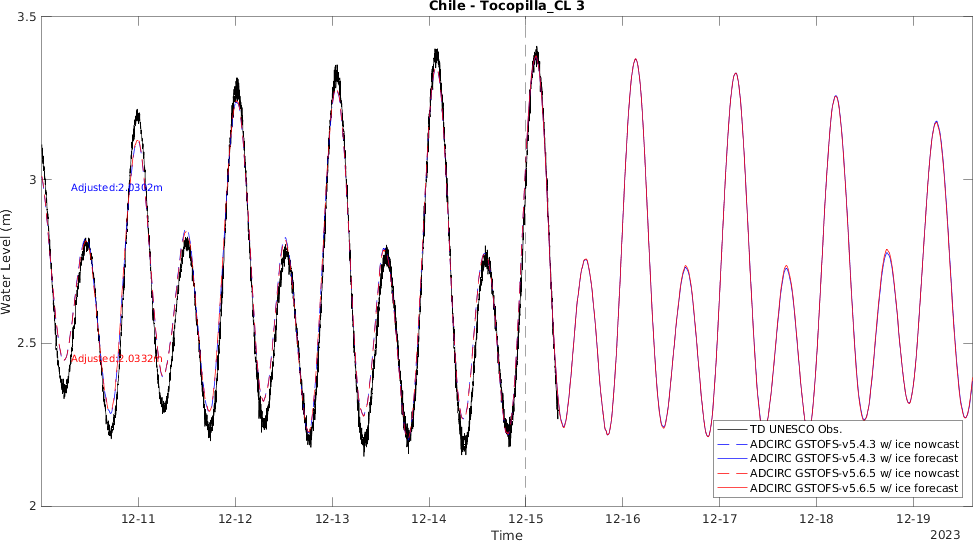 Chile - Tocopilla_CL 3
3.5
3
2.5
2
Water Level (m)
Adjusted:2.0302m
Adjusted:2.0332m
TD UNESCO Obs.
ADCIRC GSTOFS-v5.4.3 w/ ice nowcast
ADCIRC GSTOFS-v5.4.3 w/ ice forecast
ADCIRC GSTOFS-v5.6.5 w/ ice nowcast
ADCIRC GSTOFS-v5.6.5 w/ ice forecast
12-11 12-12 12-13 12-14 12-15 12-16 12-17 12-18 12-19
Time
2023